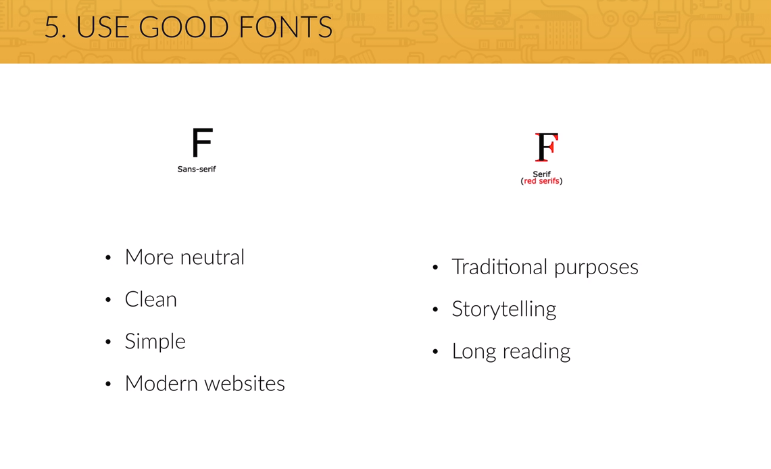 5. USE GOOD FONTS
F
Sans-serif
F
Serif
(red serifs)
• More neutral
• Clean
• Simple
• Modern websites
• Traditional purposes
• Storytelling
• Long reading